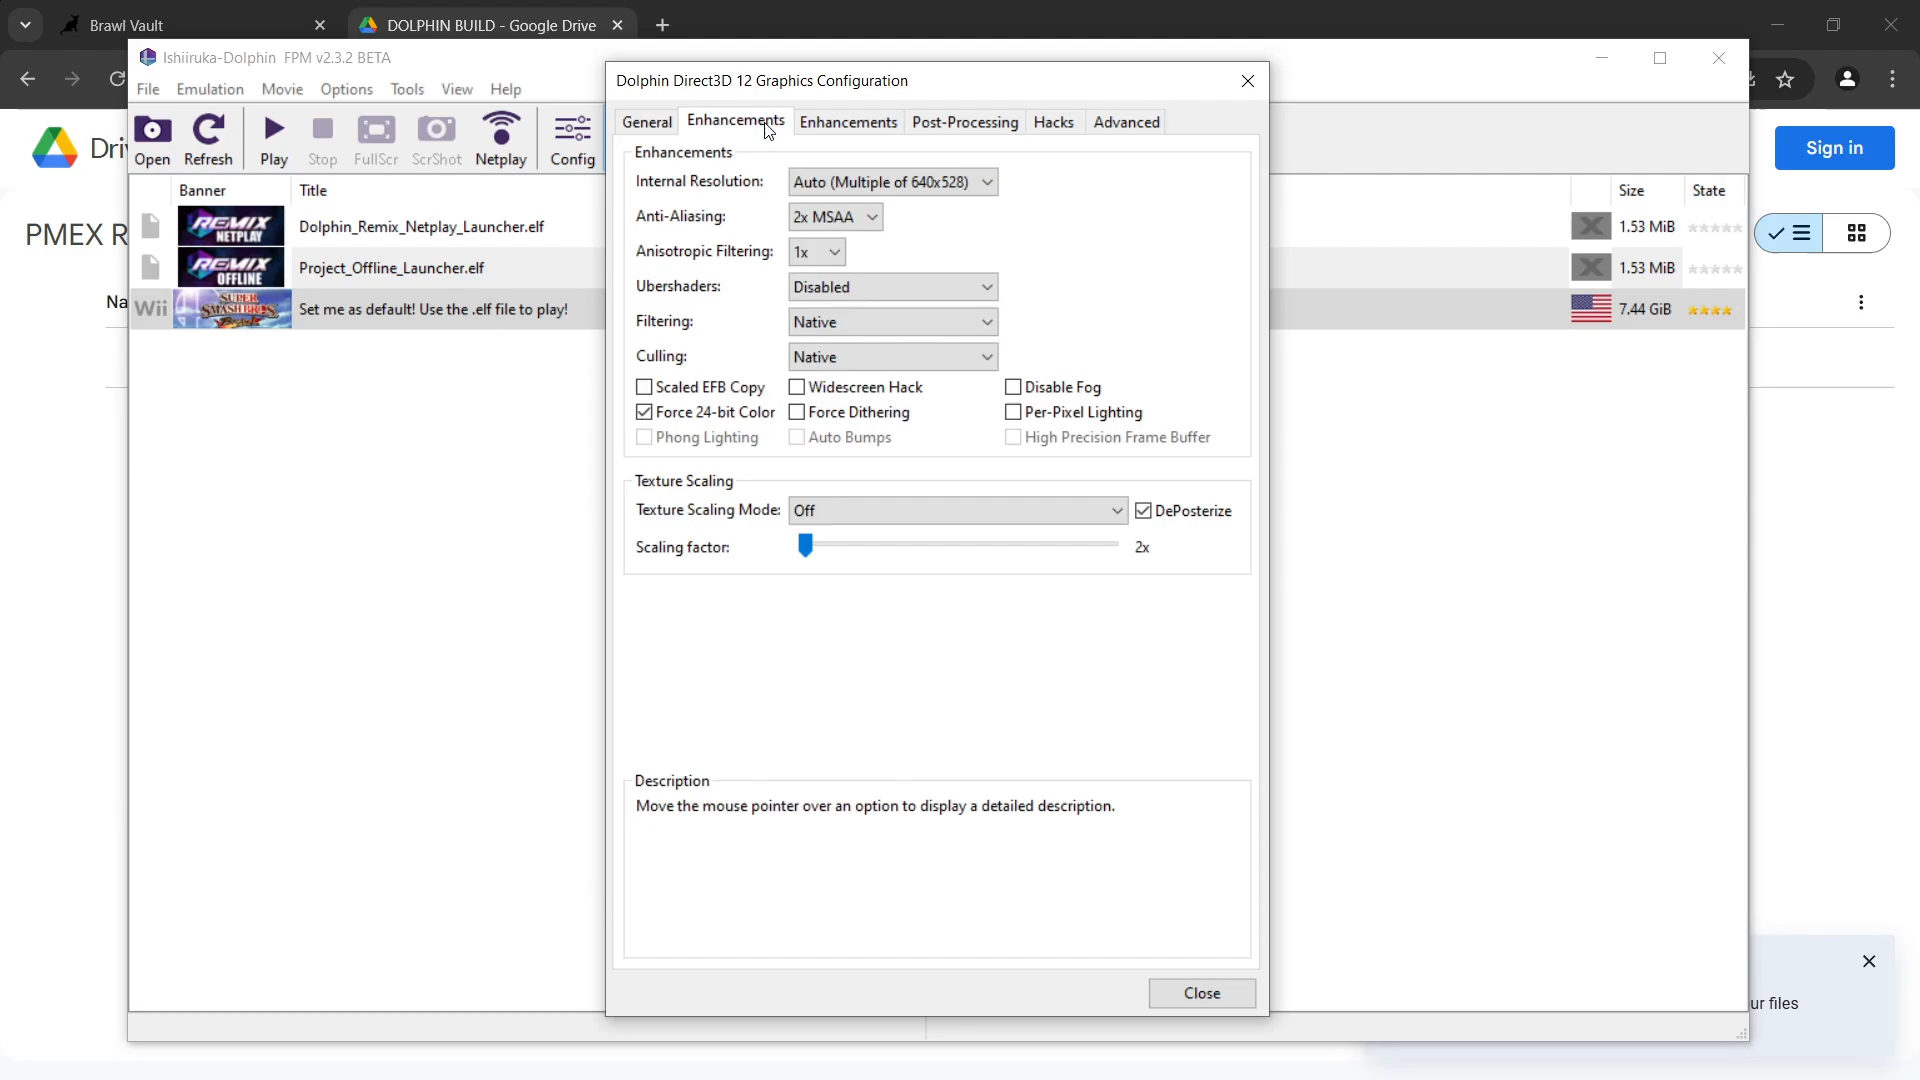 Brawl Vault
DOLPHIN BUILD - Google Drive
Ishiiruka-Dolphin FPM v2.3.2 BETA
File Emulation Movie Options Tools View Help
Open Refresh Play Stop FullScr ScrShot Netplay Config
Drive
Sign in
PMEX R
Na
Banner Title Size State
REMIX NETPLAY Dolphin_Remix_Netplay_Launcher.elf 1.53 MiB
REMIX OFFLINE Project_Offline_Launcher.elf 1.53 MiB
Wii SUPER SMASH BROS. Brawl Set me as default! Use the .elf file to play! 7.44 GiB
Dolphin Direct3D 12 Graphics Configuration
General Enhancements Enhancements Post-Processing Hacks Advanced
Enhancements
Internal Resolution: Auto (Multiple of 640x528)
Anti-Aliasing: 2x MSAA
Anisotropic Filtering: 1x
Ubershaders: Disabled
Filtering: Native
Culling: Native
Scaled EFB Copy Widescreen Hack Disable Fog
Force 24-bit Color Force Dithering Per-Pixel Lighting
Phong Lighting Auto Bumps High Precision Frame Buffer
Texture Scaling
Texture Scaling Mode: Off DePosterize
Scaling factor: 2x
Description
Move the mouse pointer over an option to display a detailed description.
Close
ur files